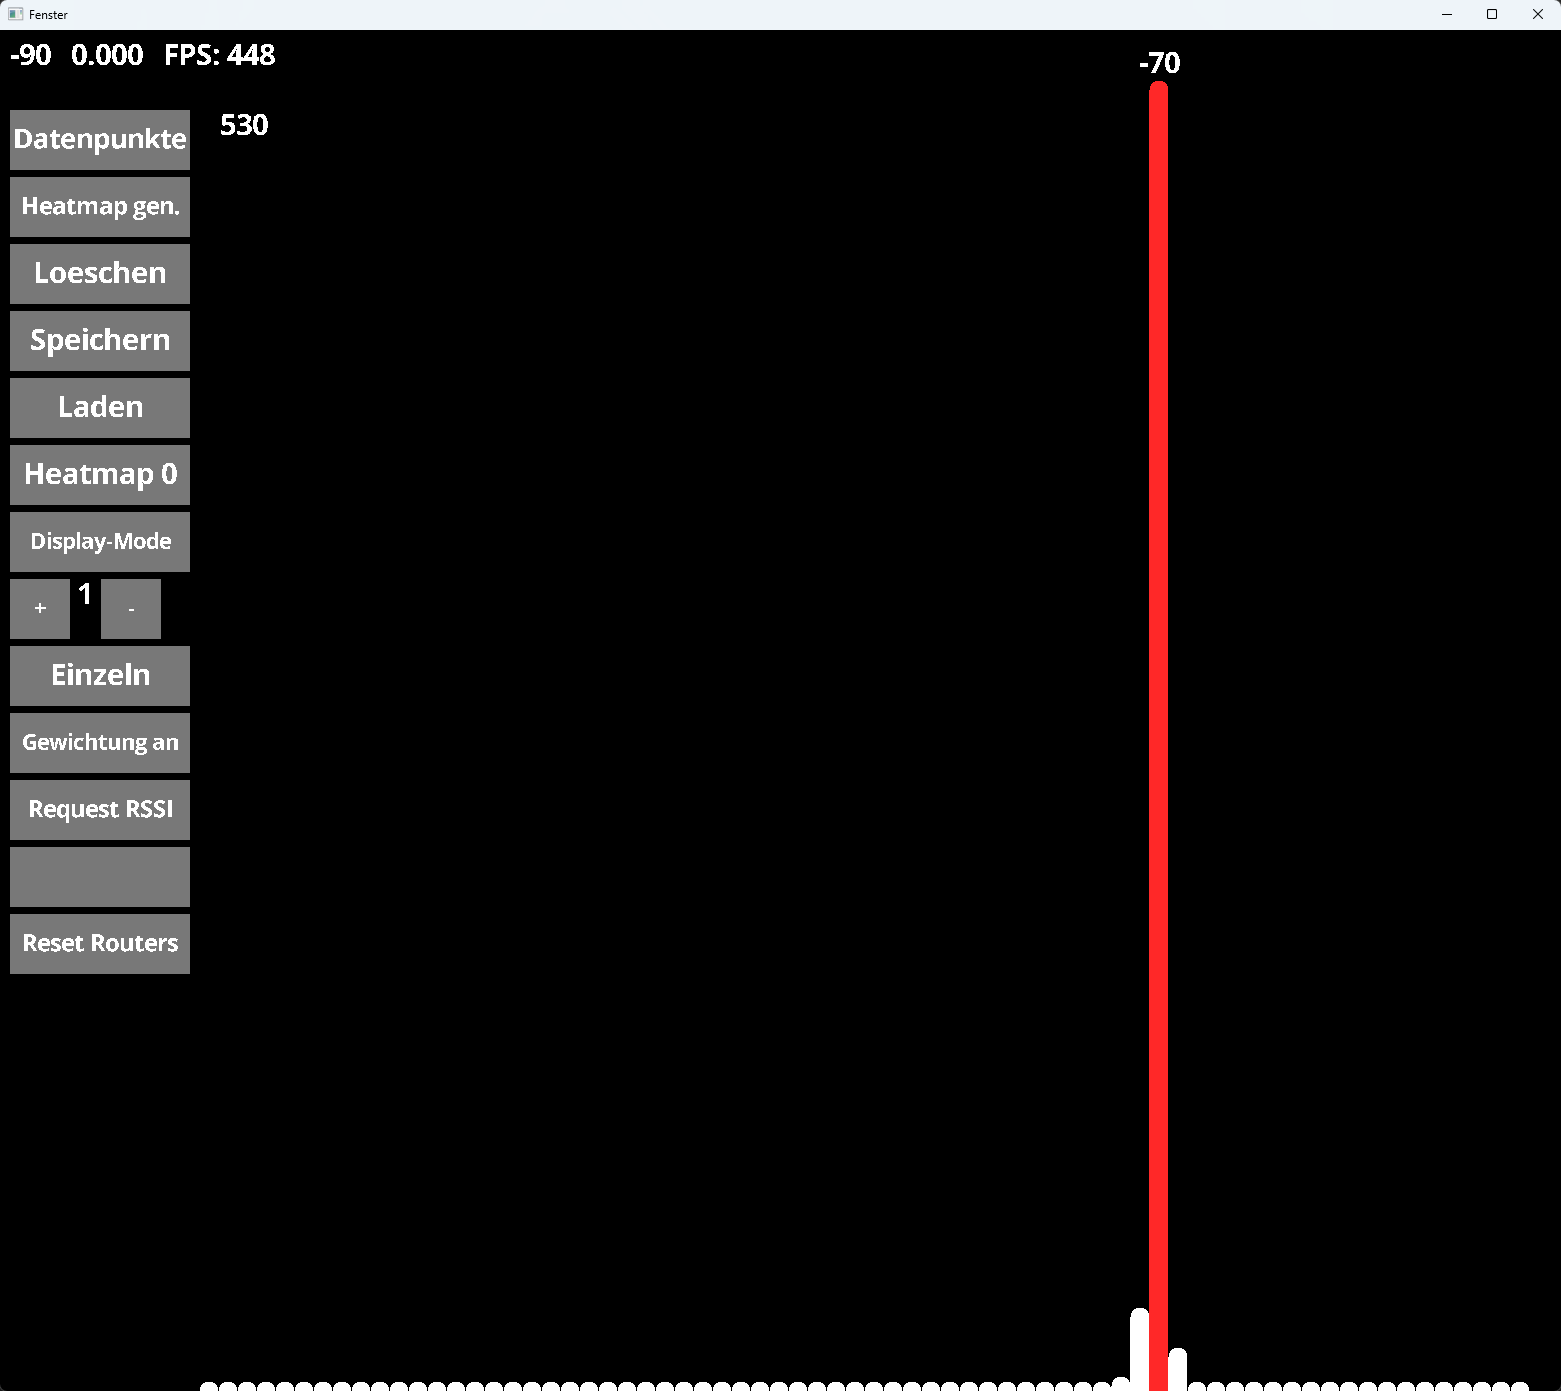 Fenster
-90 0.000 FPS: 448
-70
Datenpunkte
530
Heatmap gen.
Loeschen
Speichern
Laden
Heatmap 0
Display-Mode
+ 1 -
Einzeln
Gewichtung an
Request RSSI
Reset Routers